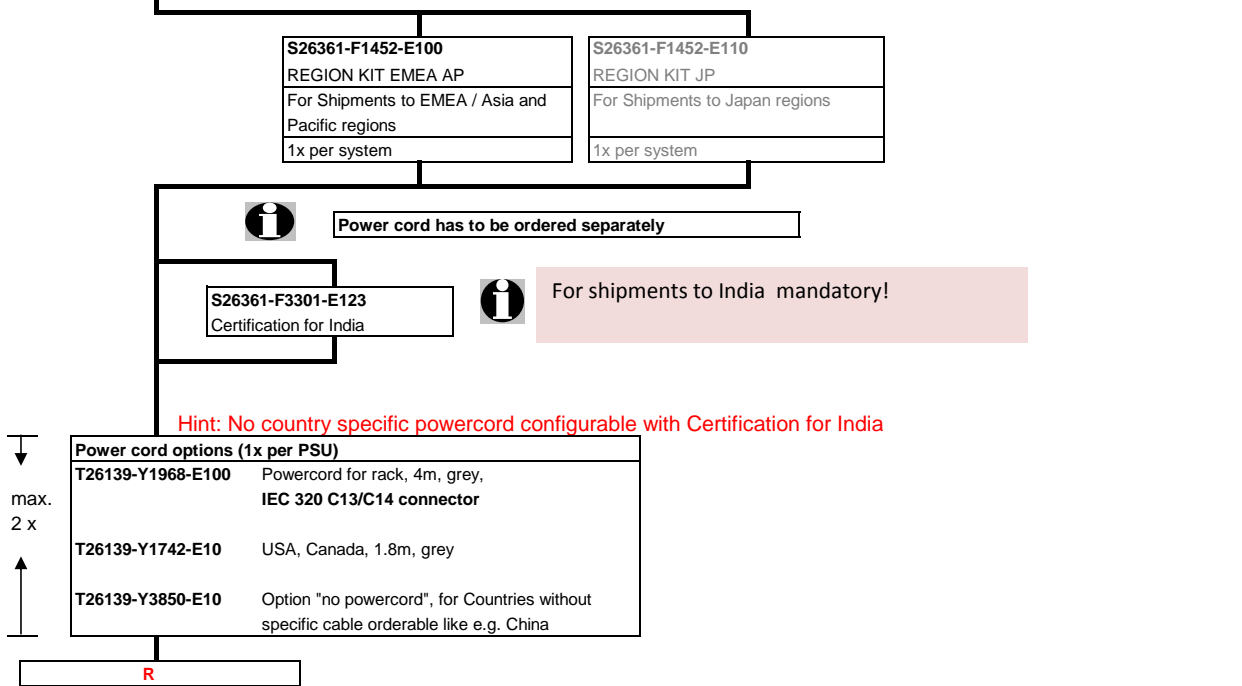 S26361-F1452-E100
REGION KIT EMEA AP
For Shipments to EMEA / Asia and
Pacific regions
1x per system
S26361-F1452-E110
REGION KIT JP
For Shipments to Japan regions
1x per system
Power cord has to be ordered separately
S26361-F3301-E123
Certification for India
For shipments to India mandatory!
Hint: No country specific powercord configurable with Certification for India
max.
2 x
Power cord options (1x per PSU)
T26139-Y1968-E100 Powercord for rack, 4m, grey,
IEC 320 C13/C14 connector
T26139-Y1742-E10 USA, Canada, 1.8m, grey
T26139-Y3850-E10 Option "no powercord", for Countries without
specific cable orderable like e.g. China
R